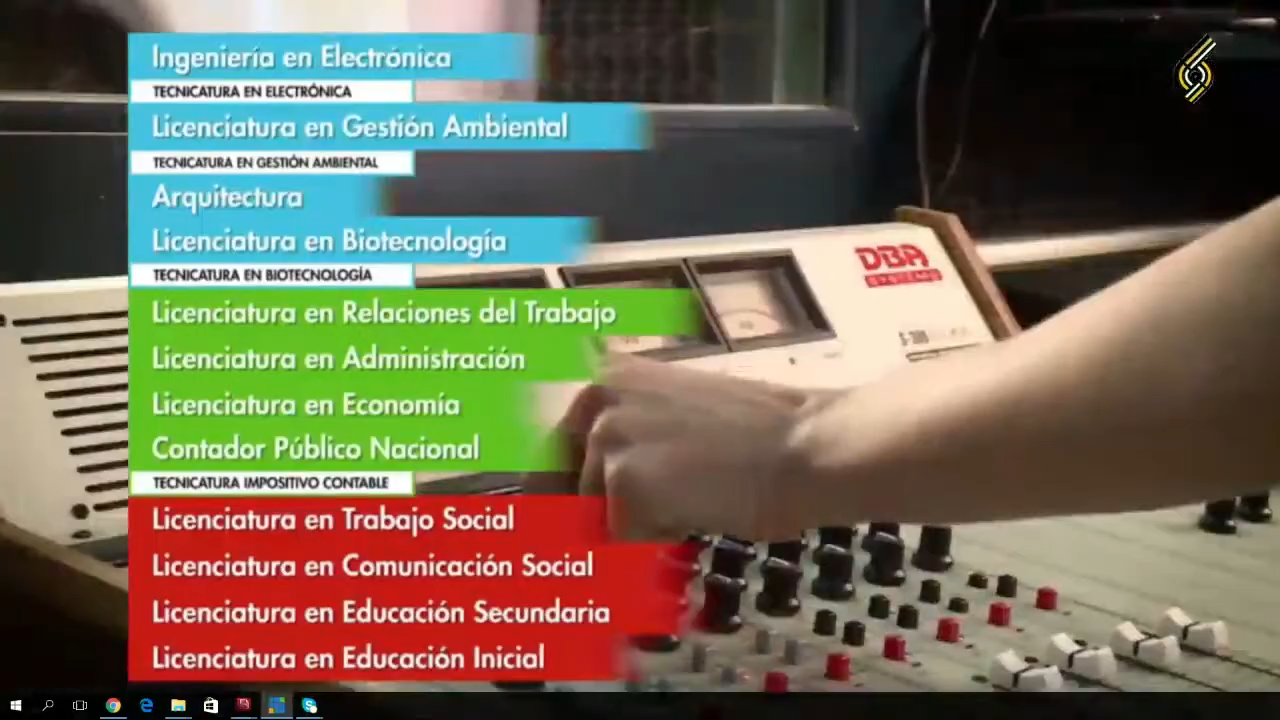 Ingeniería en Electrónica
TECNICATURA EN ELECTRÓNICA
Licenciatura en Gestión Ambiental
TECNICATURA EN GESTIÓN AMBIENTAL
Arquitectura
Licenciatura en Biotecnología
TECNICATURA EN BIOTECNOLOGÍA
Licenciatura en Relaciones del Trabajo
Licenciatura en Administración
Licenciatura en Economía
Contador Público Nacional
TECNICATURA IMPOSITIVO CONTABLE
Licenciatura en Trabajo Social
Licenciatura en Comunicación Social
Licenciatura en Educación Secundaria
Licenciatura en Educación Inicial
DBA
SYSTEMS